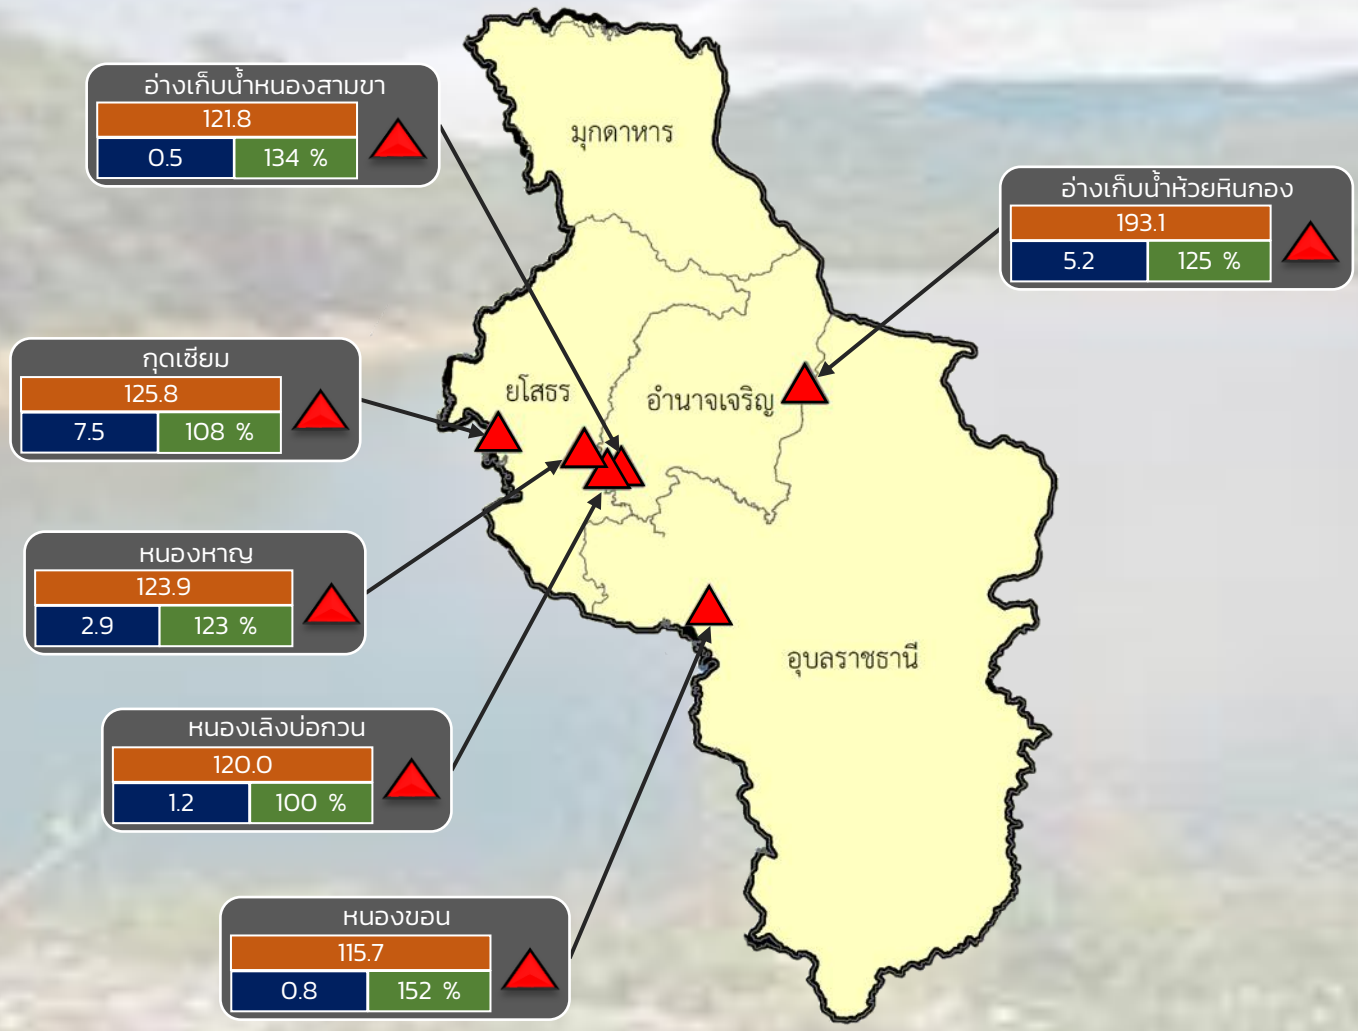 อ่างเก็บน้ำหนองสามขา
121.8
0.5 134 %
มุกดาหาร
อ่างเก็บน้ำห้วยหินกอง
193.1
5.2 125 %
กุดเซียม
125.8
7.5 108 %
ยโสธร
อำนาจเจริญ
หนองหาญ
123.9
2.9 123 %
อุบลราชธานี
หนองเลิงบ่อกวน
120.0
1.2 100 %
หนองขอน
115.7
0.8 152 %